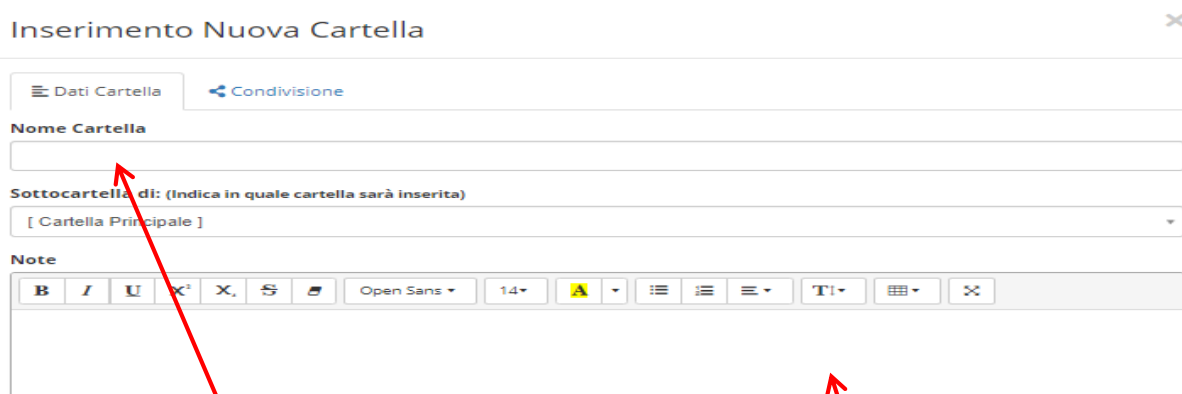 Inserimento Nuova Cartella
Dati Cartella Condivisione
Nome Cartella
Sottocartella di: (Indica in quale cartella sarà inserita)
[ Cartella Principale ]
Note
B I U X² X, S Open Sans 14 A T